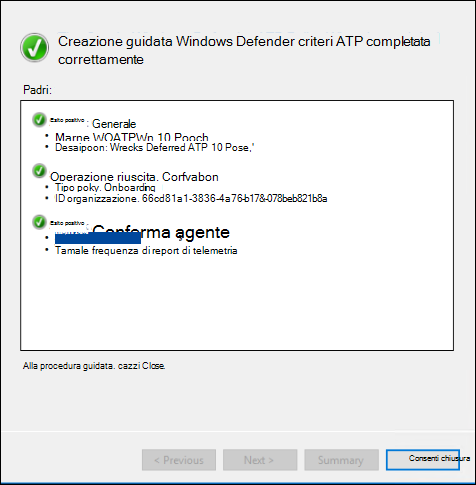 Creazione guidata Windows Defender criteri ATP completata
correttamente
Padri:
Esito positivo : Generale
• Marne WOATPWn 10 Pooch
• Desaipoon: Wrecks Deferred ATP 10 Pose,'
Operazione riuscita. Corfvabon
• Tipo poky. Onboarding
• ID organizzazione. 66cd81a1-3836-4a76-b17&-078beb821b8a
Esito positivo :
Conferma agente
• Tamale frequenza di report di telemetria
Alla procedura guidata. cazzi Close.
< Previous
Next >
Summary
Consenti chiusura